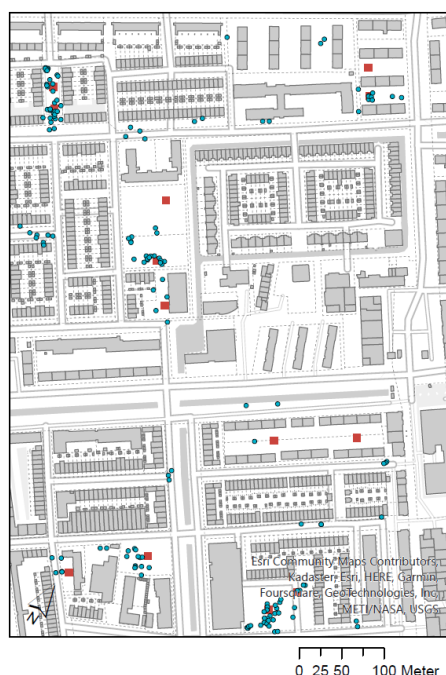 Esri Community Maps Contributors,
Kadaster, Esri, HERE, Garmin,
Foursquare, GeoTechnologies, Inc,
METI/NASA, USGS
N
0 25 50 100 Meter